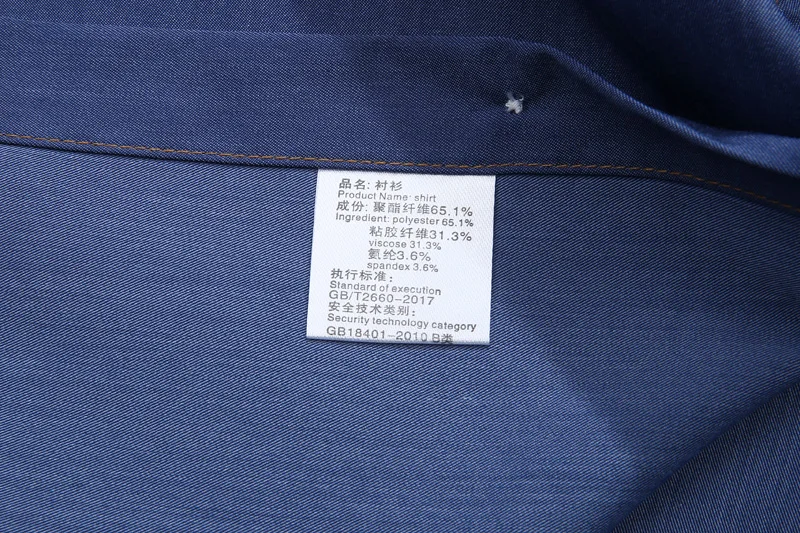 品名: 衬衫
Product Name: shirt
成份: 聚酯纤维65.1%
Ingredient: polyester 65.1%
粘胶纤维31.3%
viscose 31.3%
氨纶3.6%
spandex 3.6%
执行标准:
Standard of execution
GB/T2660-2017
安全技术类别:
Security technology category
GB18401-2010 B类